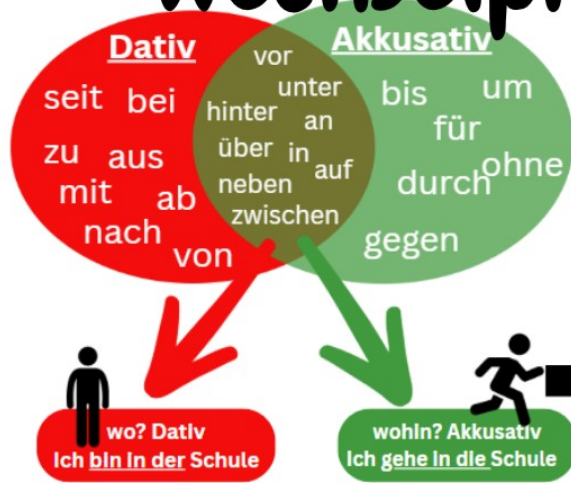 Dativ
Akkusativ
seit bei
zu aus
mit ab
nach
von
vor
unter
hinter
an
über in
auf
neben
zwischen
bis um
für
ohne
durch
gegen
wo? Dativ
Ich bin in der Schule
wohin? Akkusativ
Ich gehe in die Schule